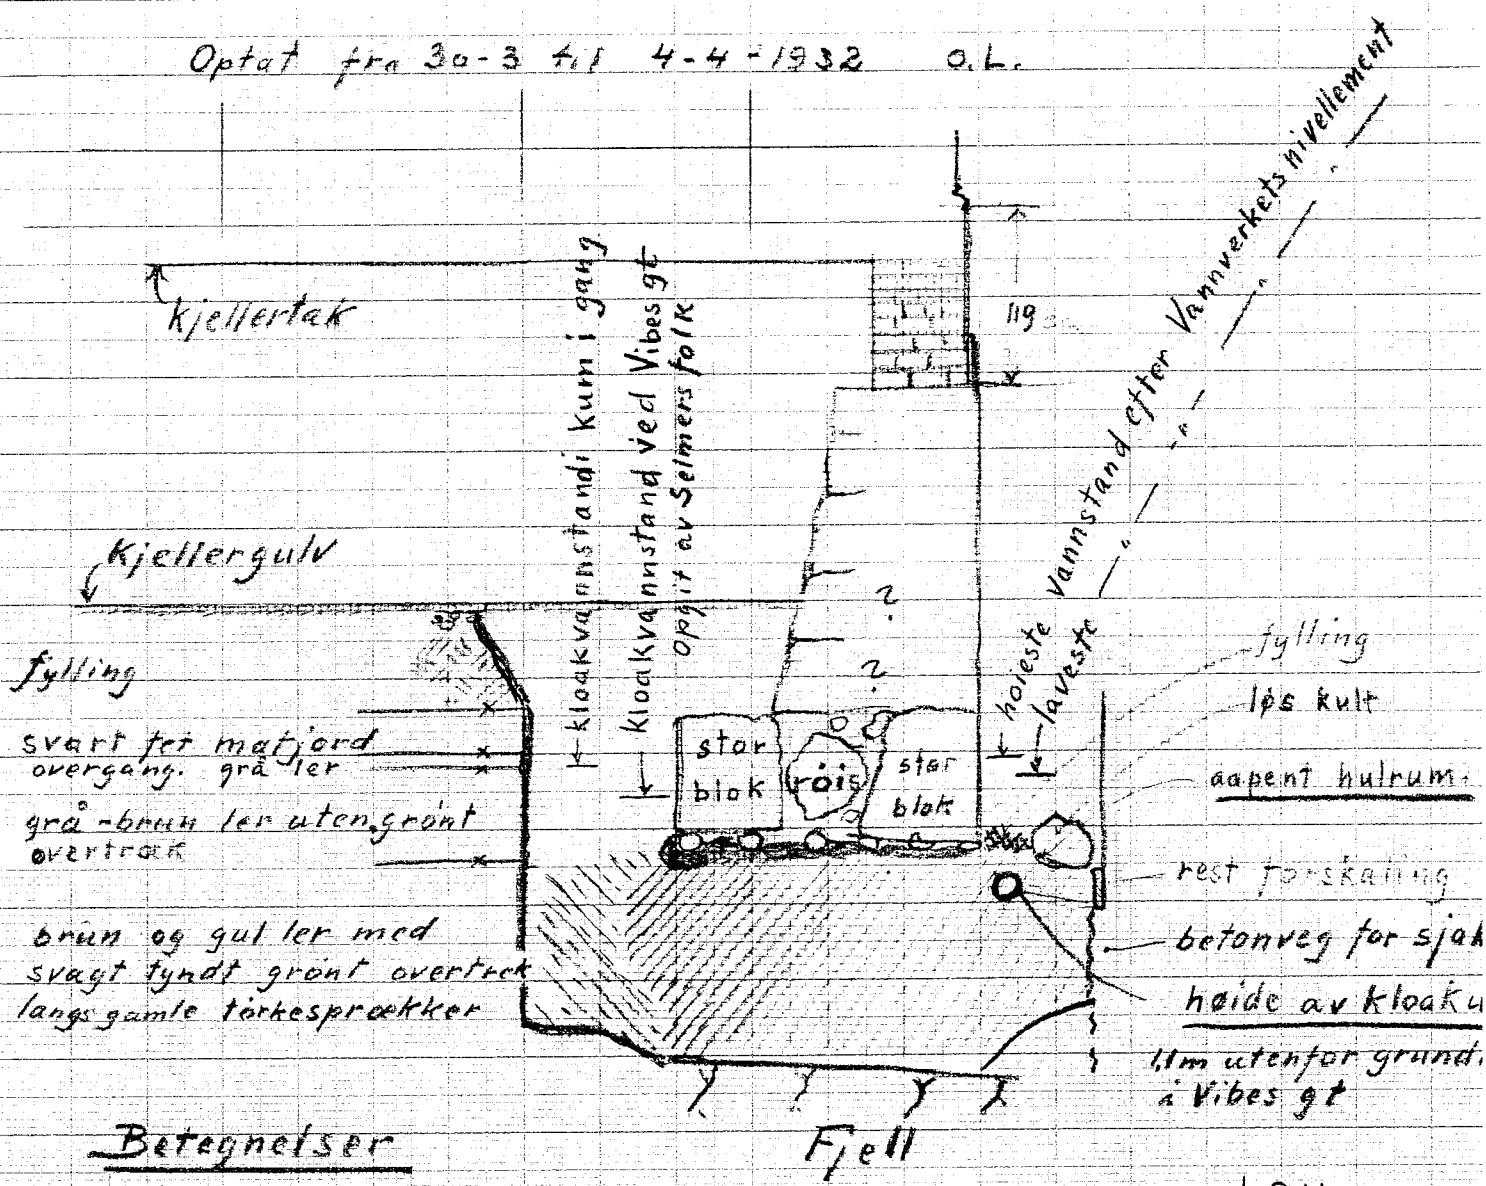 Optat fra 30-3 til 4-4-1932 O.L.
Vannstand efter Vannverkets nivellement
høieste
laveste — " — " — " — " —
kjellertak
119
kloakvannstand i kum i gang
kloakvannstand ved Vibes gt
opgit av Selmers folk
Kjellergulv
?
?
fylling
svart fet matjord
overgang. grå ler
grå-brun ler uten grønt
overtræk
brun og gul ler med
svagt tyndt grønt overtrek
langs gamle tørkesprækker
stor
blok
røis
stor
blok
fylling
løs kult
aapent hulrum
rest forskaling
betonveg for sjak
høide av kloaku
1,1m utenfor grund.
i Vibes gt
Betegnelser
Fjell